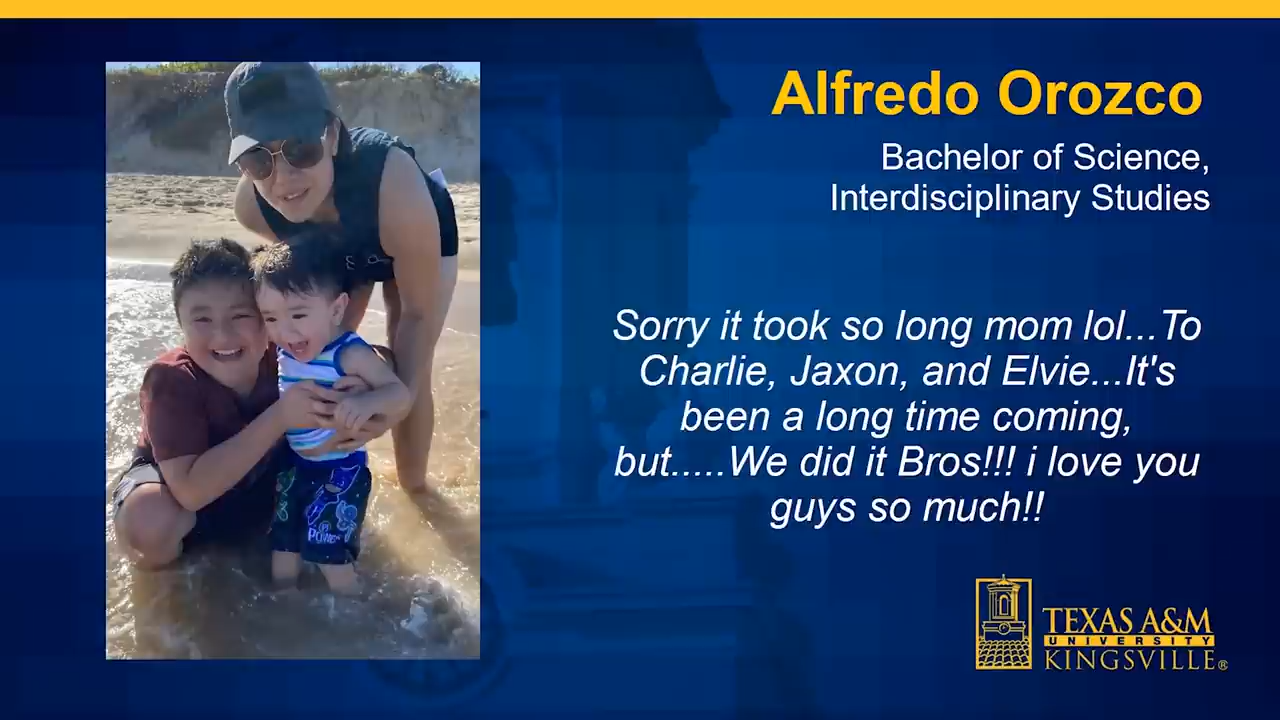 Alfredo Orozco
Bachelor of Science,
Interdisciplinary Studies
Sorry it took so long mom lol...To
Charlie, Jaxon, and Elvie...It's
been a long time coming,
but.....We did it Bros!!! i love you
guys so much!!
POWER
TEXAS A&M
UNIVERSITY
KINGSVILLE®